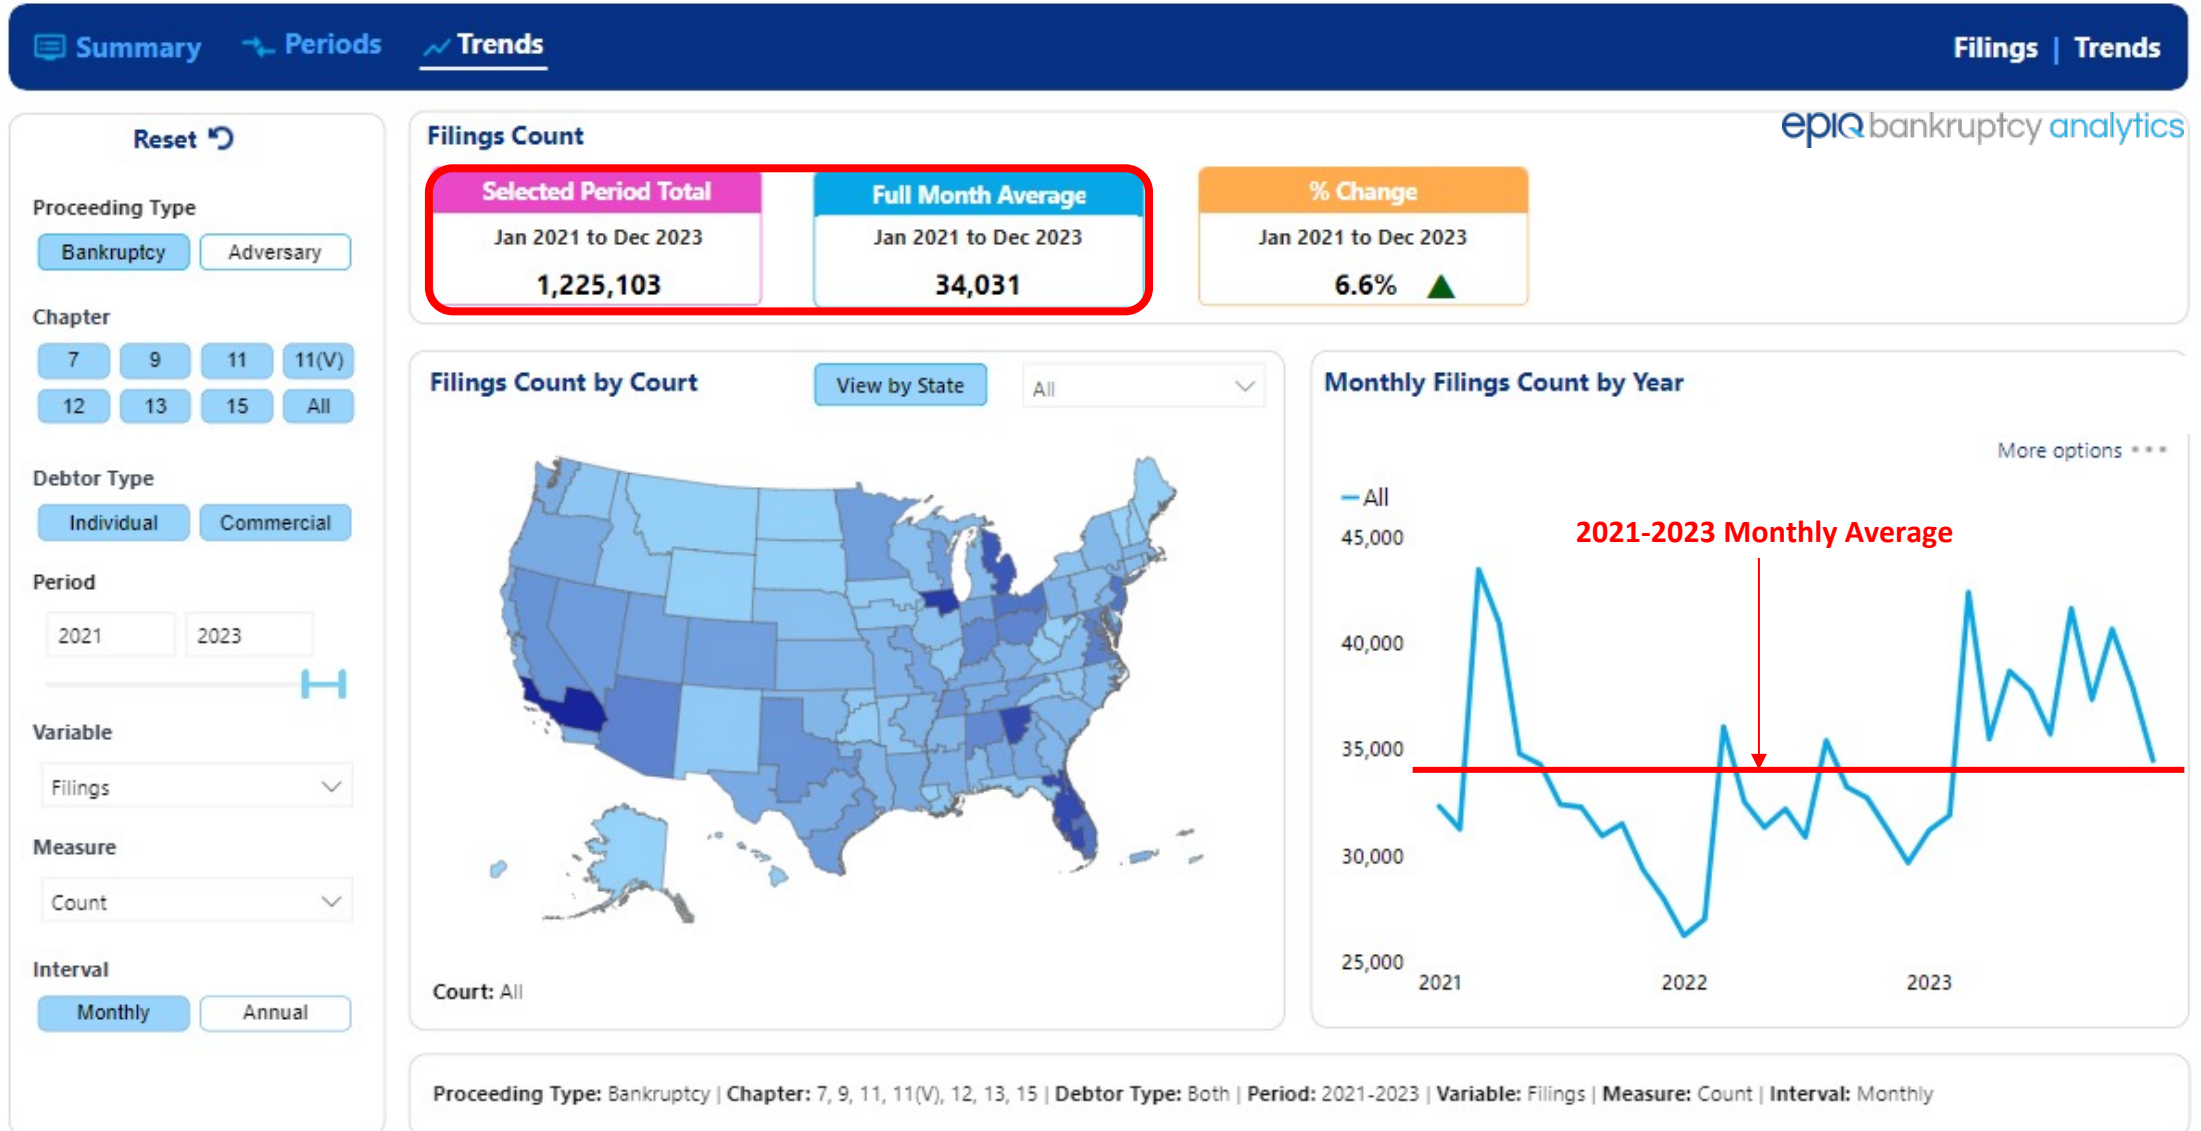 Summary Periods Trends Filings | Trends
Reset
Proceeding Type
Bankruptcy Adversary
Chapter
7 9 11 11(V)
12 13 15 All
Debtor Type
Individual Commercial
Period
2021 2023
Variable
Filings
Measure
Count
Interval
Monthly Annual
Filings Count
epiq bankruptcy analytics
Selected Period Total
Jan 2021 to Dec 2023
1,225,103
Full Month Average
Jan 2021 to Dec 2023
34,031
% Change
Jan 2021 to Dec 2023
6.6%
Filings Count by Court
View by State
All
Court: All
Monthly Filings Count by Year
More options
All
2021-2023 Monthly Average
45,000
40,000
35,000
30,000
25,000
2021 2022 2023
Proceeding Type: Bankruptcy | Chapter: 7, 9, 11, 11(V), 12, 13, 15 | Debtor Type: Both | Period: 2021-2023 | Variable: Filings | Measure: Count | Interval: Monthly